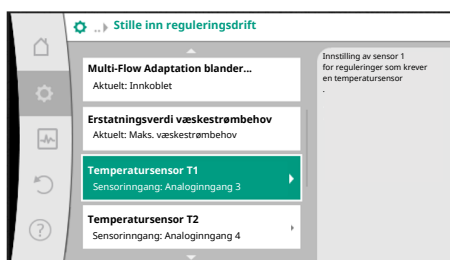 .. Stille inn reguleringsdrift
Multi-Flow Adaptation blander...
Aktuelt: Innkoblet
Erstatningsverdi væskestrømbehov
Aktuelt: Maks. væskestrømbehov
Temperatursensor T1
Sensorinngang: Analoginngang 3
Temperatursensor T2
Sensorinngang: Analoginngang 4
Innstilling av sensor 1
for reguleringer som krever
en temperatursensor
.